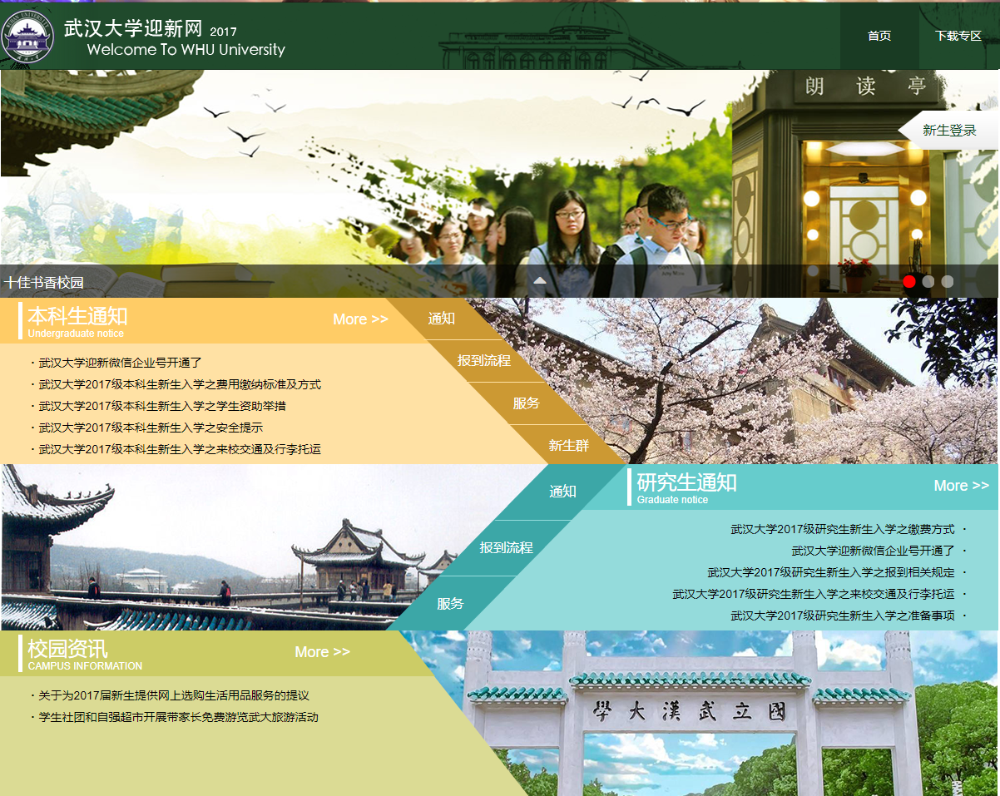 武汉大学迎新网 2017
Welcome To WHU University
首页
下载专区
朗 读 亭
新生登录
十佳书香校园
本科生通知
Undergraduate notice
More >>
· 武汉大学迎新微信企业号开通了
· 武汉大学2017级本科生新生入学之费用缴纳标准及方式
· 武汉大学2017级本科生新生入学之学生资助举措
· 武汉大学2017级本科生新生入学之安全提示
· 武汉大学2017级本科生新生入学之来校交通及行李托运
通知
报到流程
服务
新生群
通知
报到流程
服务
研究生通知
Graduate notice
More >>
武汉大学2017级研究生新生入学之缴费方式 ·
武汉大学迎新微信企业号开通了 ·
武汉大学2017级研究生新生入学之报到相关规定 ·
武汉大学2017级研究生新生入学之来校交通及行李托运 ·
武汉大学2017级研究生新生入学之准备事项 ·
校园资讯
CAMPUS INFORMATION
More >>
· 关于为2017届新生提供网上选购生活用品服务的提议
· 学生社团和自强超市开展带家长免费游览武大旅游活动
學大漢武立國